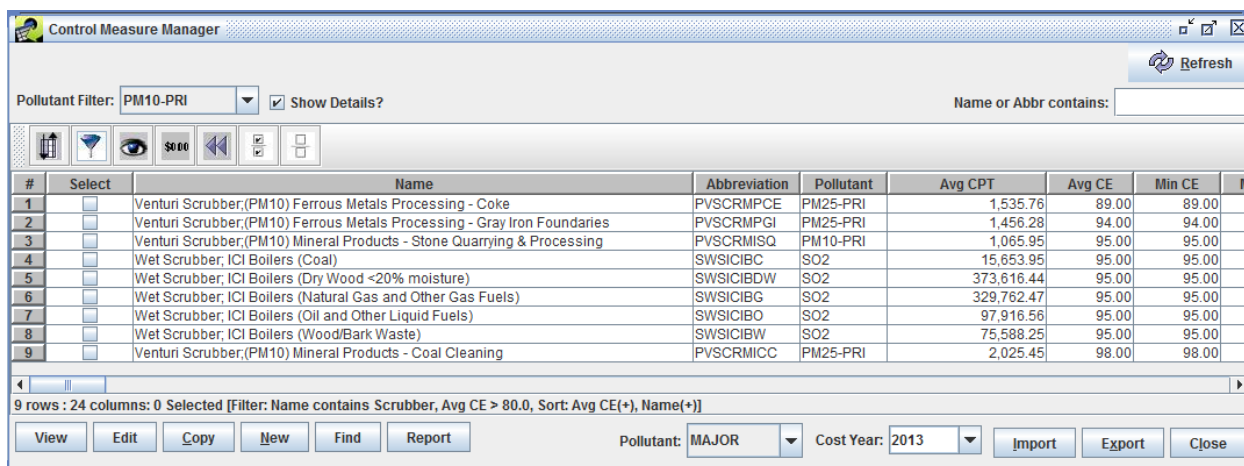 Control Measure Manager
Refresh
Pollutant Filter: PM10-PRI Show Details? Name or Abbr contains:
$000
# Select Name Abbreviation Pollutant Avg CPT Avg CE Min CE
1 Venturi Scrubber;(PM10) Ferrous Metals Processing - Coke PVSCRMPCE PM25-PRI 1,535.76 89.00 89.00
2 Venturi Scrubber;(PM10) Ferrous Metals Processing - Gray Iron Foundaries PVSCRMPGI PM25-PRI 1,456.28 94.00 94.00
3 Venturi Scrubber;(PM10) Mineral Products - Stone Quarrying & Processing PVSCRMISQ PM10-PRI 1,065.95 95.00 95.00
4 Wet Scrubber; ICI Boilers (Coal) SWSICIBC SO2 15,653.95 95.00 95.00
5 Wet Scrubber; ICI Boilers (Dry Wood <20% moisture) SWSICIBDW SO2 373,616.44 95.00 95.00
6 Wet Scrubber; ICI Boilers (Natural Gas and Other Gas Fuels) SWSICIBG SO2 329,762.47 95.00 95.00
7 Wet Scrubber; ICI Boilers (Oil and Other Liquid Fuels) SWSICIBO SO2 97,916.56 95.00 95.00
8 Wet Scrubber; ICI Boilers (Wood/Bark Waste) SWSICIBW SO2 75,588.25 95.00 95.00
9 Venturi Scrubber;(PM10) Mineral Products - Coal Cleaning PVSCRMICC PM25-PRI 2,025.45 98.00 98.00
9 rows : 24 columns: 0 Selected [Filter: Name contains Scrubber, Avg CE > 80.0, Sort: Avg CE(+), Name(+)]
View Edit Copy New Find Report Pollutant: MAJOR Cost Year: 2013 Import Export Close